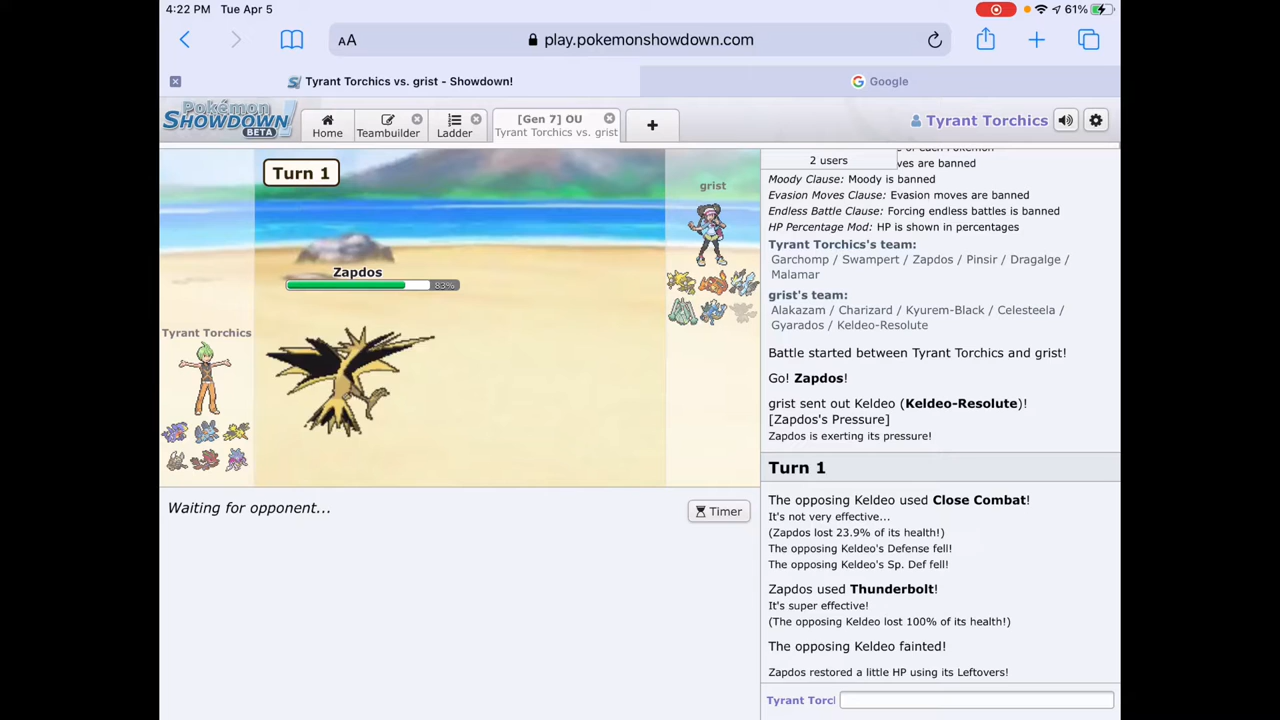 4:22 PM Tue Apr 5
61%
AA
play.pokemonshowdown.com
Tyrant Torchics vs. grist - Showdown!
Google
Pokémon
SHOWDOWN!
BETA
Home
Teambuilder
Ladder
[Gen 7] OU
Tyrant Torchics vs. grist
Tyrant Torchics
Turn 1
grist
Zapdos
83%
Tyrant Torchics
Waiting for opponent...
Timer
2 users
ves are banned
Moody Clause: Moody is banned
Evasion Moves Clause: Evasion moves are banned
Endless Battle Clause: Forcing endless battles is banned
HP Percentage Mod: HP is shown in percentages
Tyrant Torchics's team:
Garchomp / Swampert / Zapdos / Pinsir / Dragalge /
Malamar
grist's team:
Alakazam / Charizard / Kyurem-Black / Celesteela /
Gyarados / Keldeo-Resolute
Battle started between Tyrant Torchics and grist!
Go! Zapdos!
grist sent out Keldeo (Keldeo-Resolute)!
[Zapdos's Pressure]
Zapdos is exerting its pressure!
Turn 1
The opposing Keldeo used Close Combat!
It's not very effective...
(Zapdos lost 23.9% of its health!)
The opposing Keldeo's Defense fell!
The opposing Keldeo's Sp. Def fell!
Zapdos used Thunderbolt!
It's super effective!
(The opposing Keldeo lost 100% of its health!)
The opposing Keldeo fainted!
Zapdos restored a little HP using its Leftovers!
Tyrant Torc